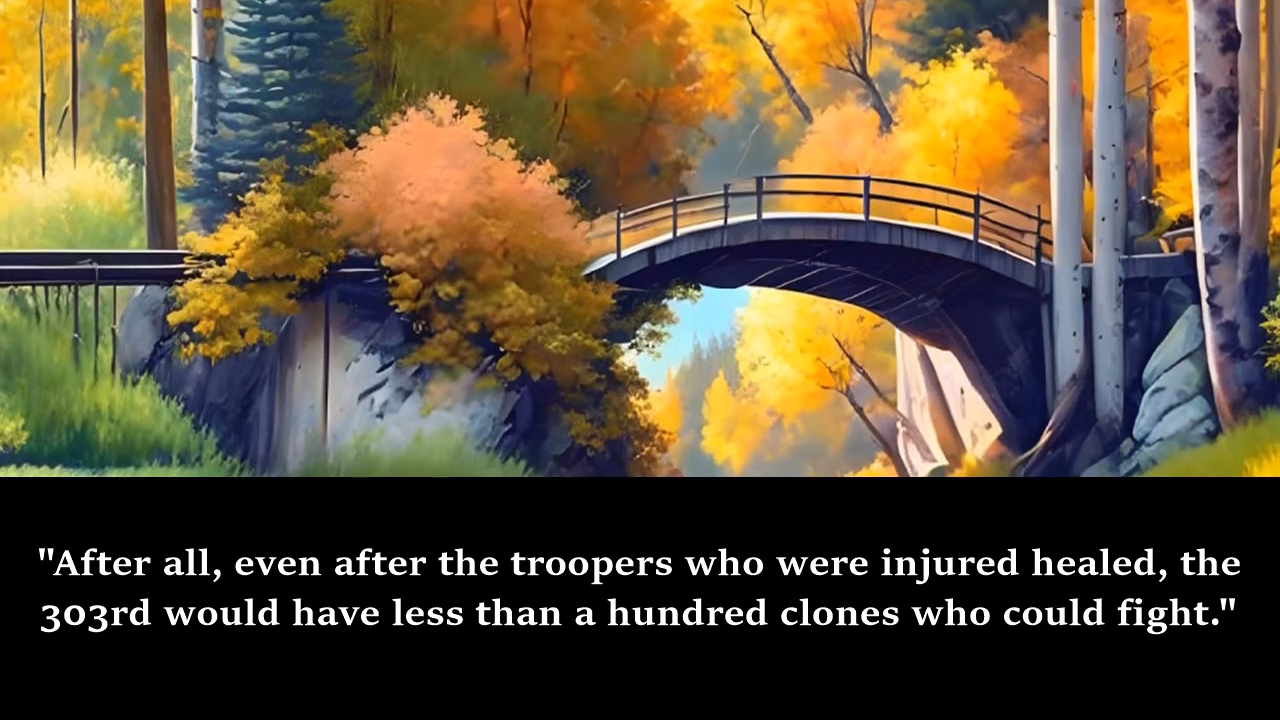 "After all, even after the troopers who were injured healed, the
303rd would have less than a hundred clones who could fight."